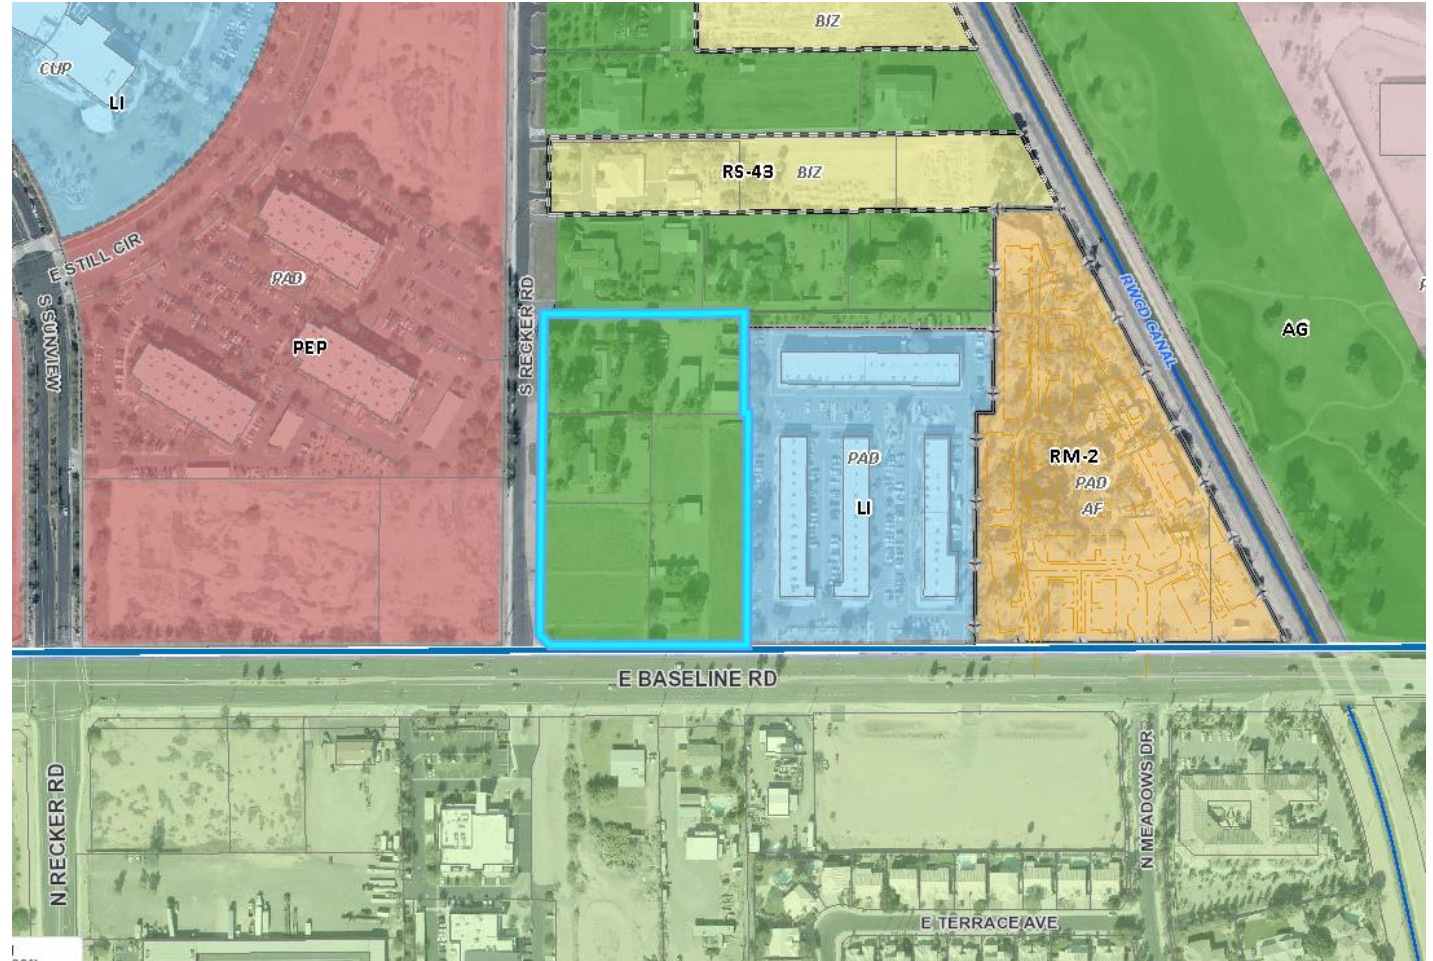 BIZ
CUP
LI
RS-43 BIZ
E STILL CIR
PAD
S SUNVIEW
PEP
S RECKER RD
RWCD CANAL
AG
PAD
LI
RM-2
PAD
AF
E BASELINE RD
N RECKER RD
N MEADOWS DR
E TERRACE AVE